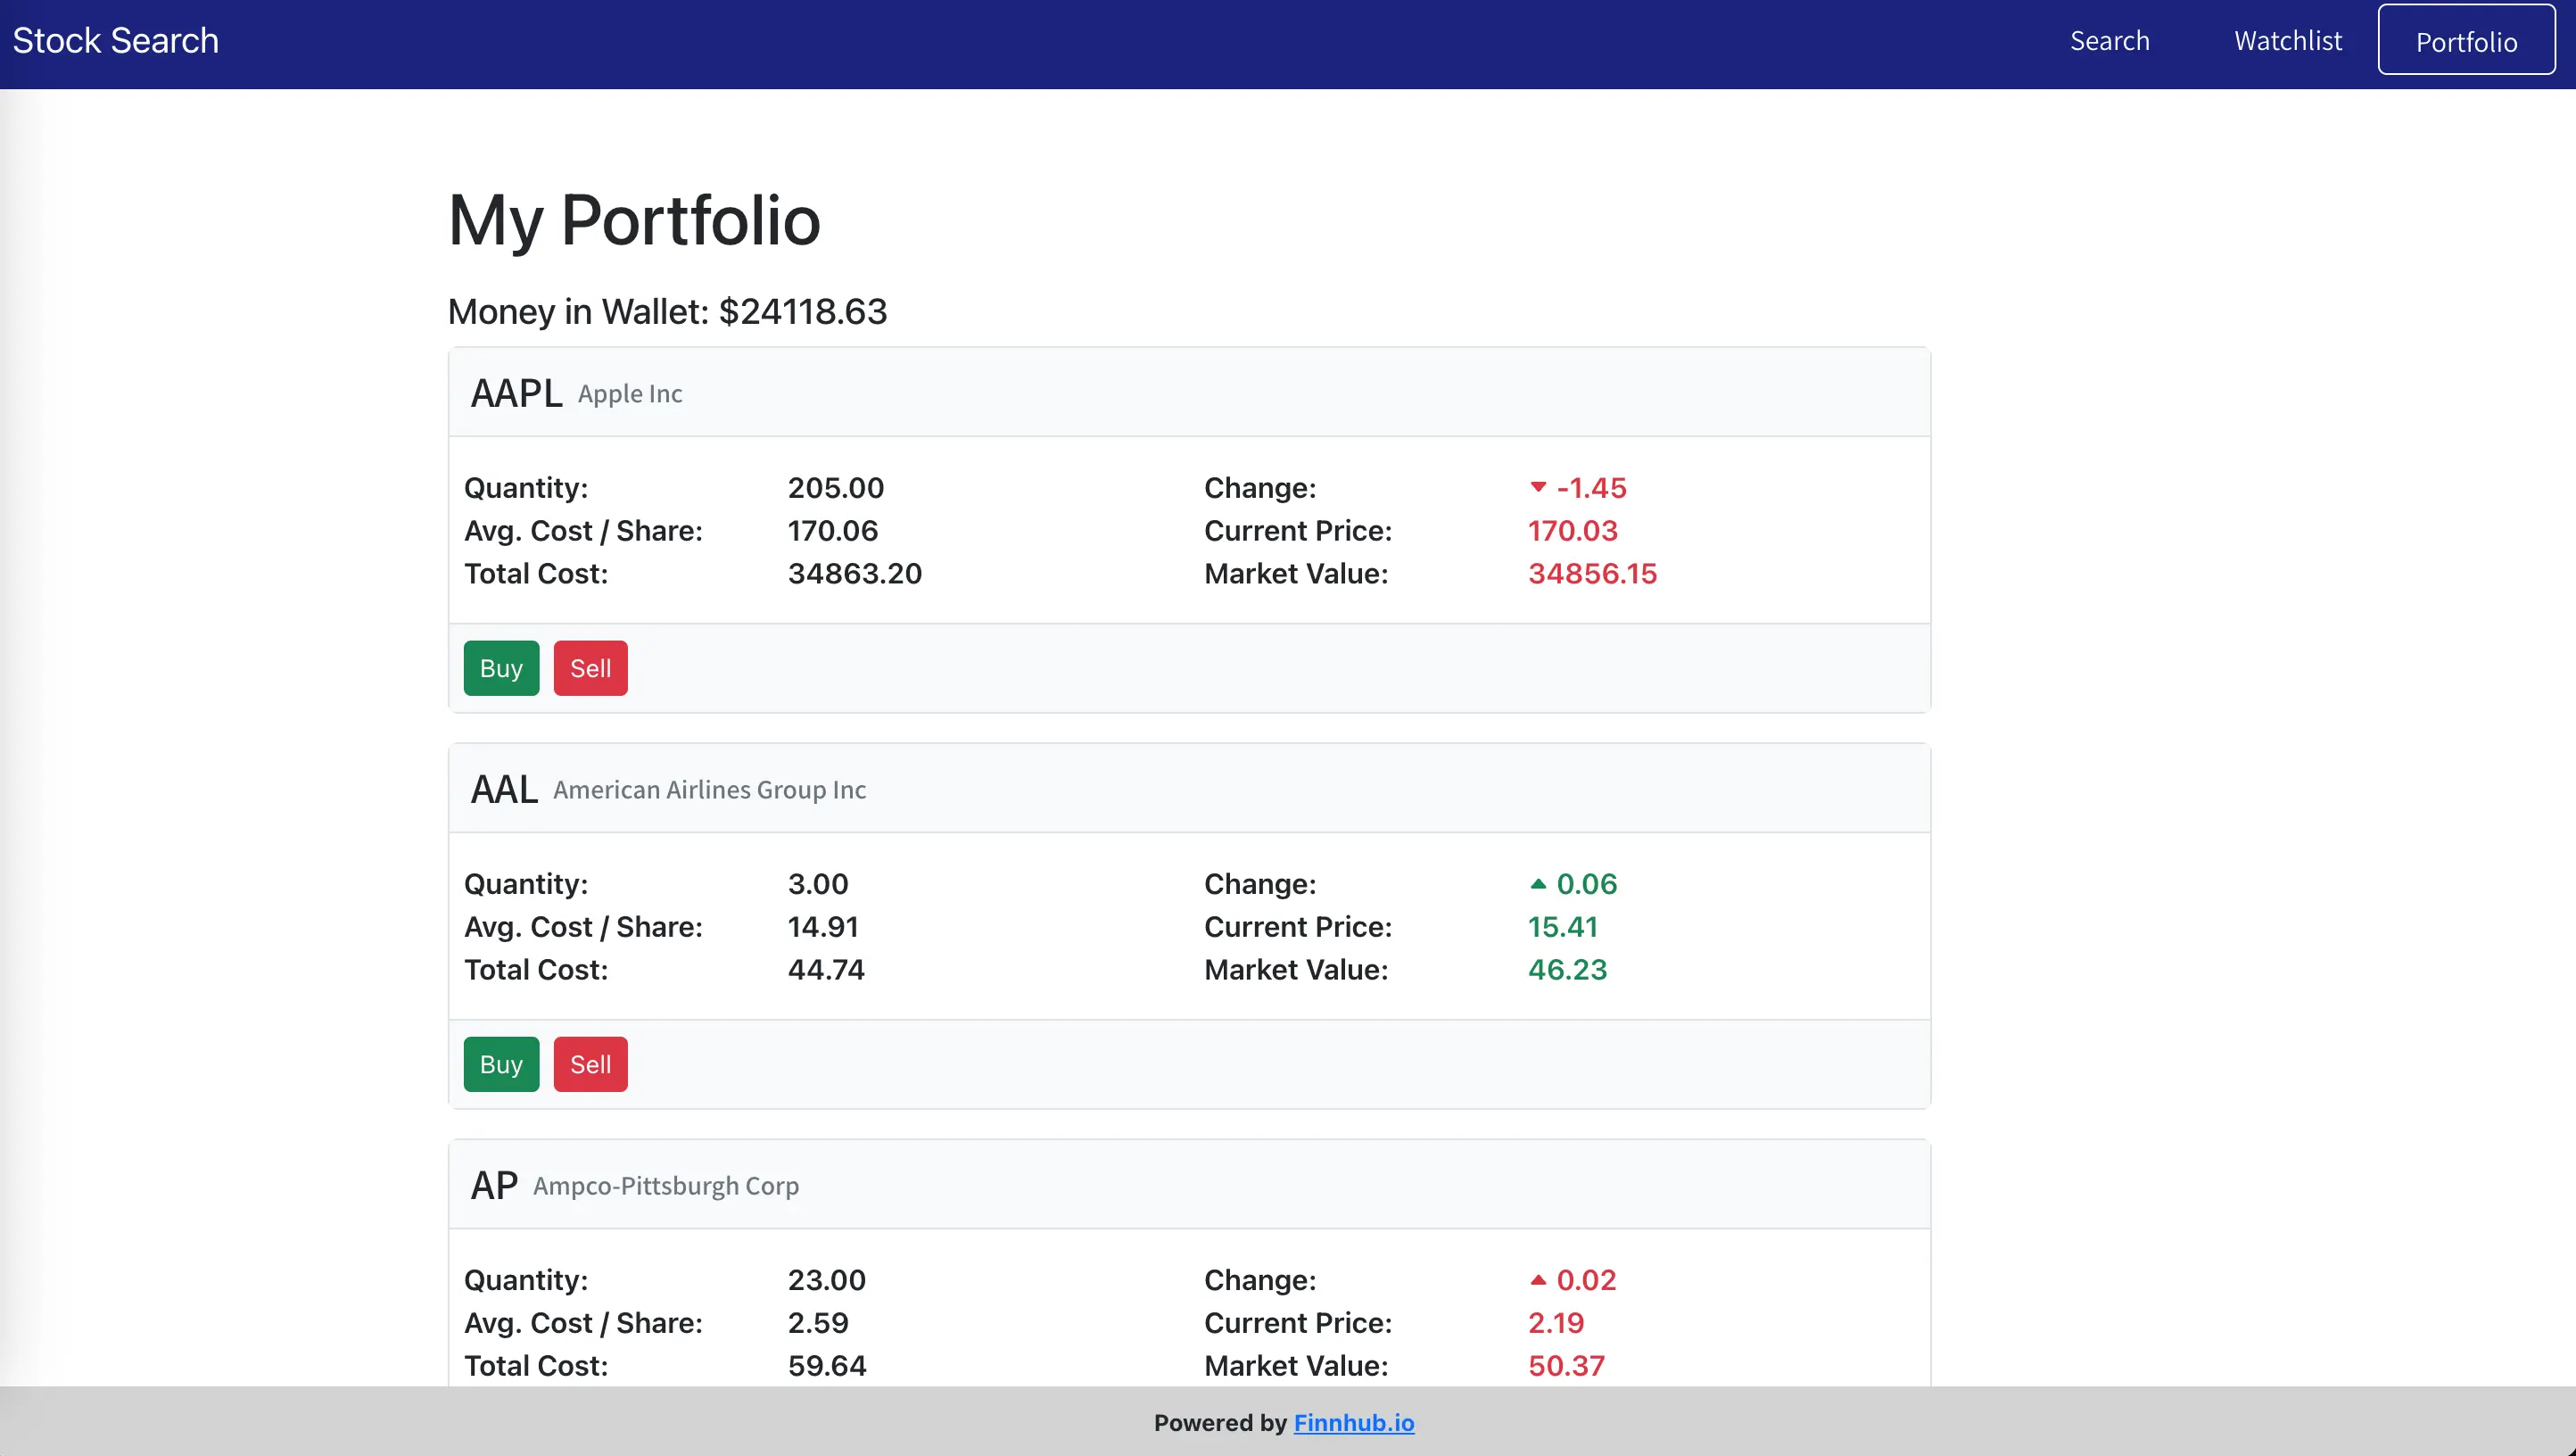 Stock Search Search Watchlist Portfolio
My Portfolio
Money in Wallet: $24118.63
AAPL Apple Inc
Quantity: 205.00 Change: -1.45
Avg. Cost / Share: 170.06 Current Price: 170.03
Total Cost: 34863.20 Market Value: 34856.15
Buy Sell
AAL American Airlines Group Inc
Quantity: 3.00 Change: 0.06
Avg. Cost / Share: 14.91 Current Price: 15.41
Total Cost: 44.74 Market Value: 46.23
Buy Sell
AP Ampco-Pittsburgh Corp
Quantity: 23.00 Change: 0.02
Avg. Cost / Share: 2.59 Current Price: 2.19
Total Cost: 59.64 Market Value: 50.37
Powered by Finnhub.io